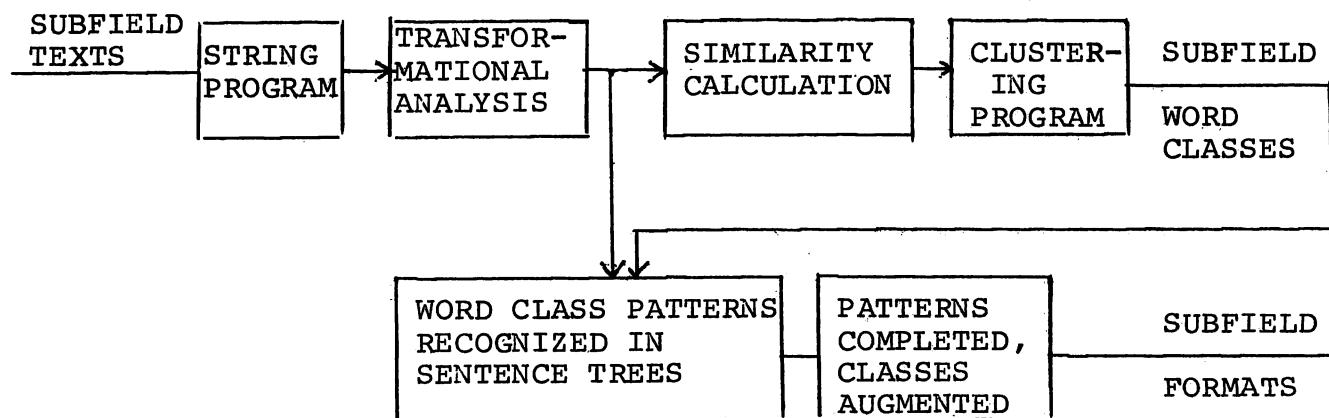 SUBFIELD
TEXTS
STRING
PROGRAM
TRANSFOR-
MATIONAL
ANALYSIS
SIMILARITY
CALCULATION
CLUSTER-
ING
PROGRAM
SUBFIELD
WORD
CLASSES
WORD CLASS PATTERNS
RECOGNIZED IN
SENTENCE TREES
PATTERNS
COMPLETED,
CLASSES
AUGMENTED
SUBFIELD
FORMATS